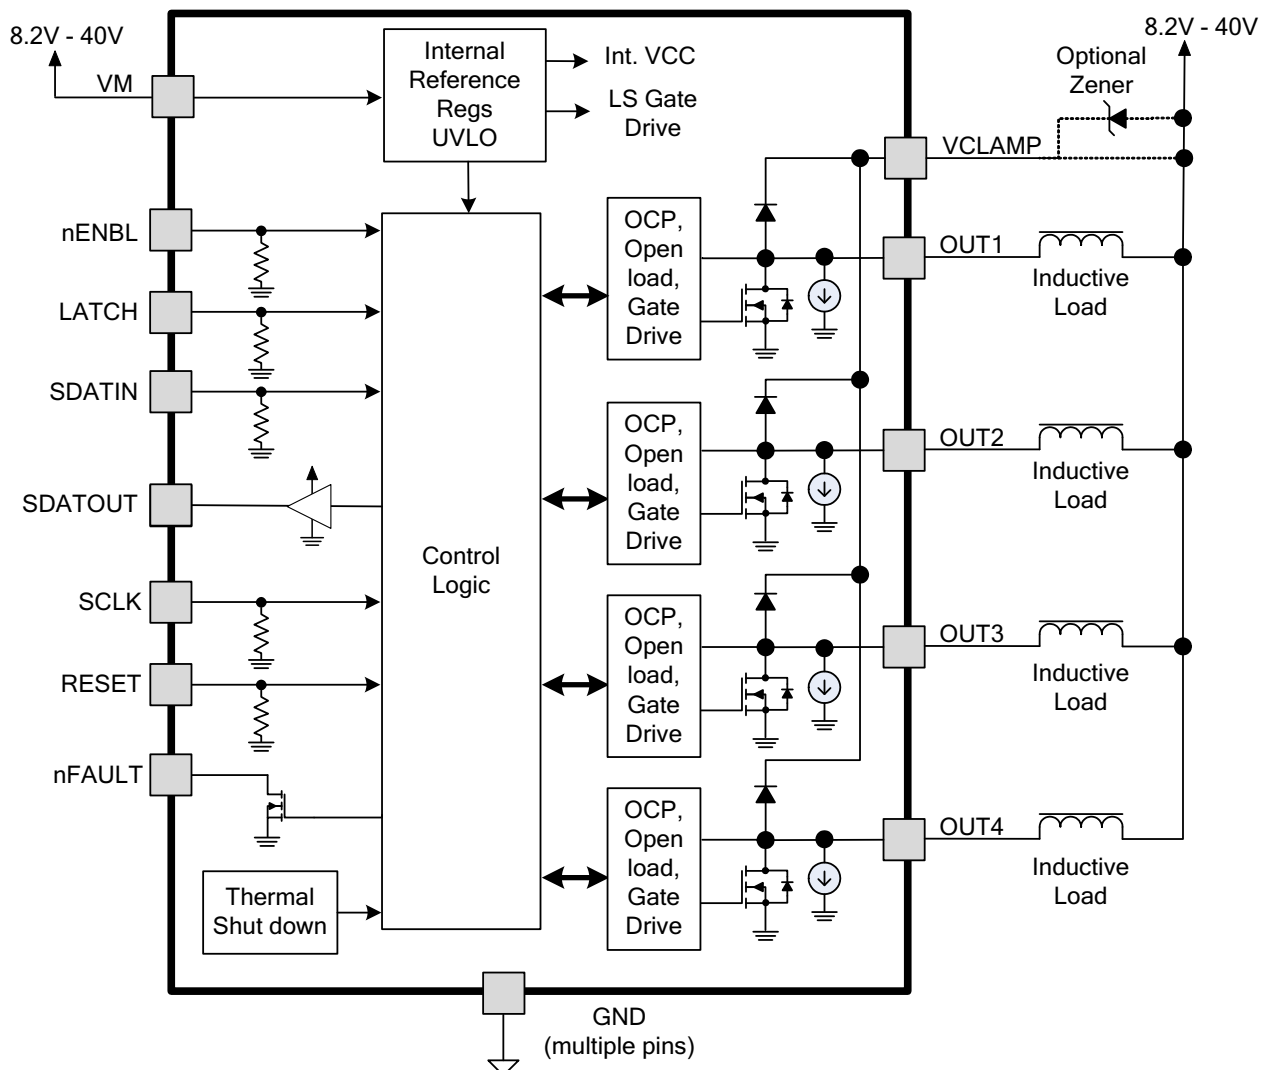 8.2V - 40V
VM
Internal
Reference
Regs
UVLO
Int. VCC
LS Gate
Drive
8.2V - 40V
Optional
Zener
VCLAMP
nENBL
LATCH
SDATIN
SDATOUT
SCLK
RESET
nFAULT
Control
Logic
Thermal
Shut down
OCP,
Open
load,
Gate
Drive
OUT1
Inductive
Load
OCP,
Open
load,
Gate
Drive
OUT2
Inductive
Load
OCP,
Open
load,
Gate
Drive
OUT3
Inductive
Load
OCP,
Open
load,
Gate
Drive
OUT4
Inductive
Load
GND
(multiple pins)